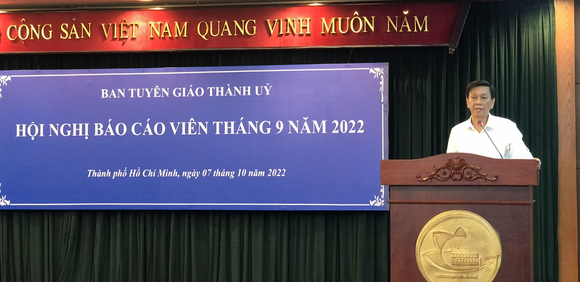 CỘNG SẢN VIỆT NAM QUANG VINH MUÔN NĂM
BAN TUYÊN GIÁO THÀNH UỶ
HỘI NGHỊ BÁO CÁO VIÊN THÁNG 9 NĂM 2022
Thành phố Hồ Chí Minh, ngày 07 tháng 10 năm 2022